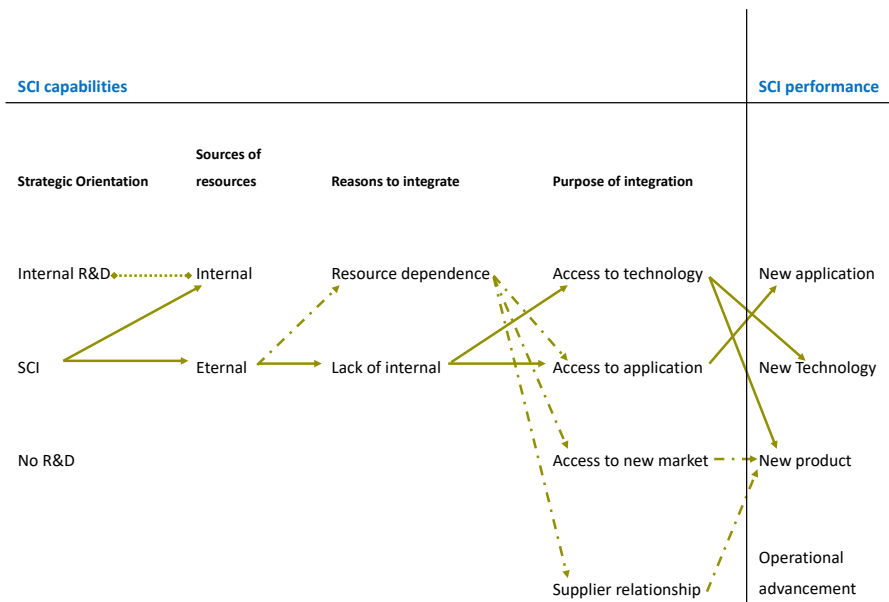 SCI capabilities
SCI performance
Strategic Orientation
Sources of
resources
Reasons to integrate
Purpose of integration
Internal R&D
Internal
Resource dependence
Access to technology
New application
SCI
Eternal
Lack of internal
Access to application
New Technology
No R&D
Access to new market
New product
Supplier relationship
Operational
advancement